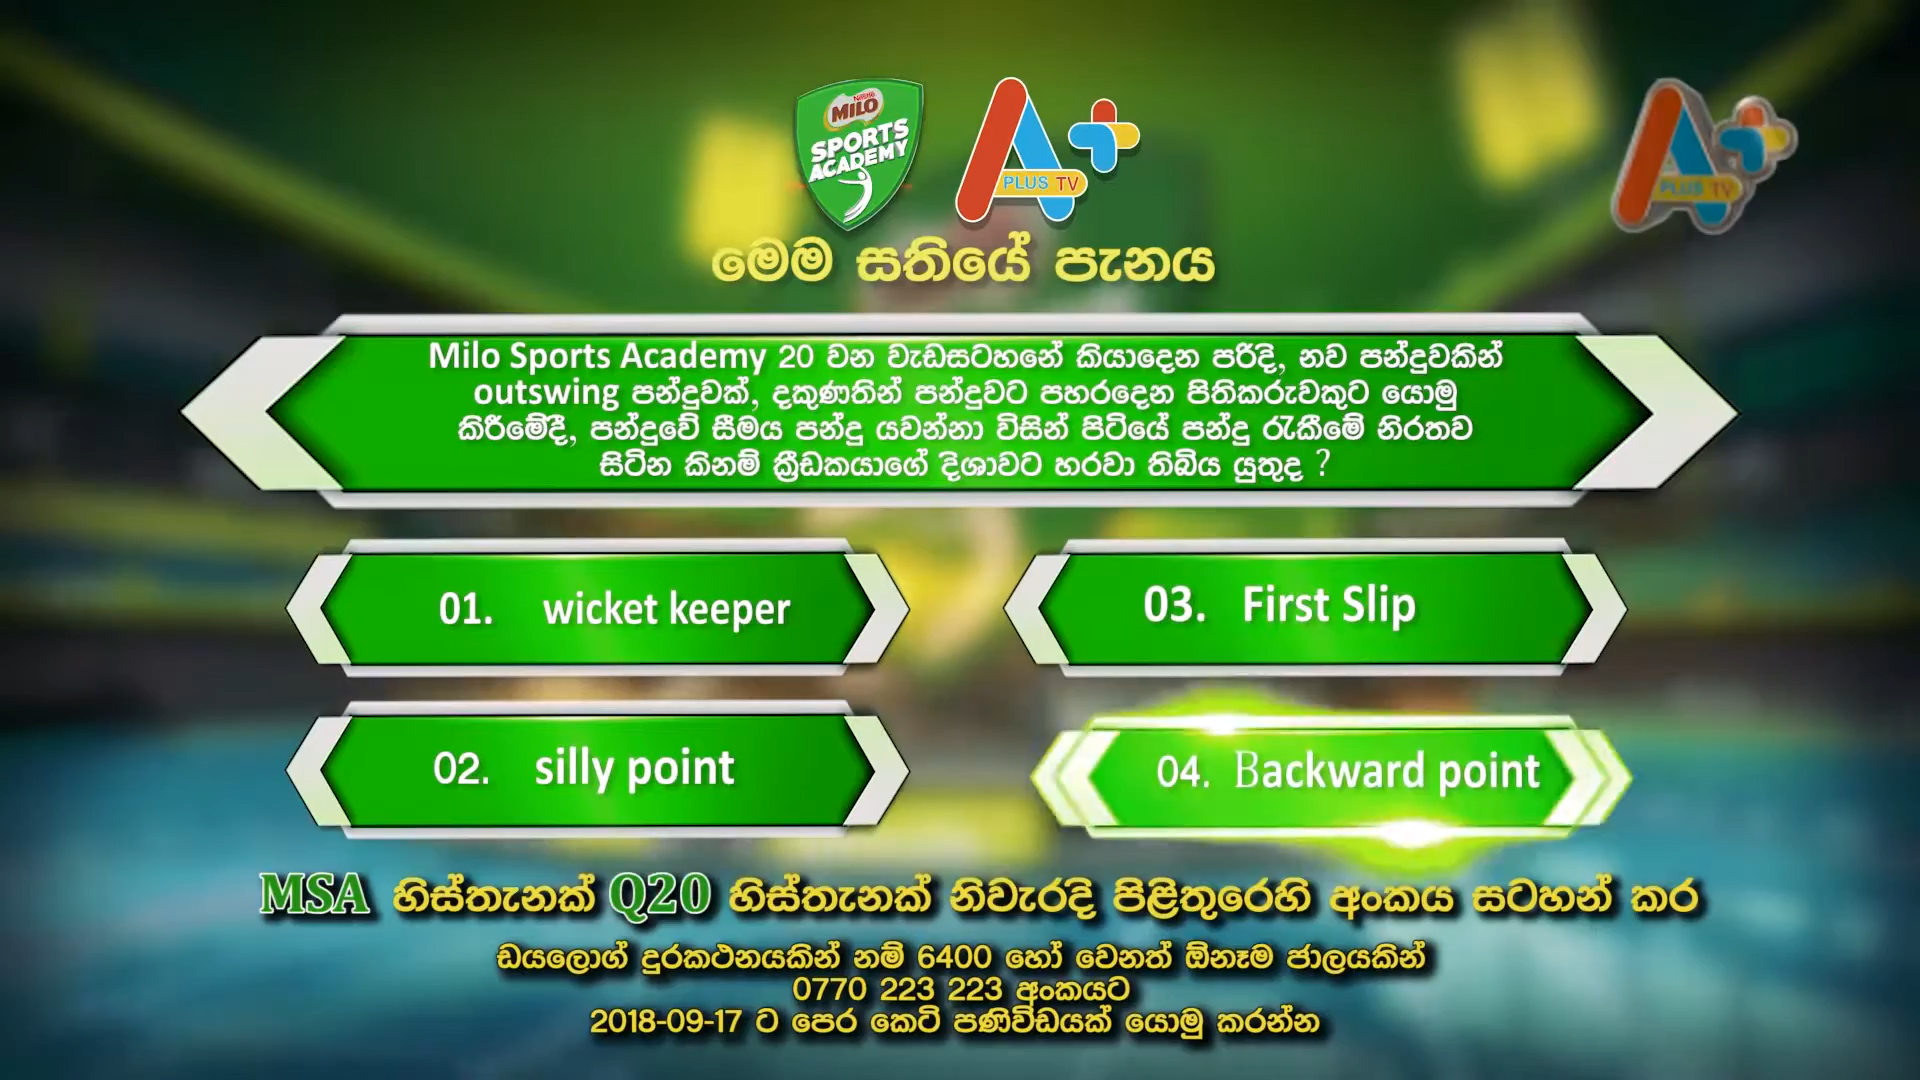 Nestlé
MILO
SPORTS
ACADEMY
PLUS TV
PLUS TV
මෙම සතියේ පැනය
Milo Sports Academy 20 වන වැඩසටහනේ කියාදෙන පරිදි, නව පන්දුවකින්
outswing පන්දුවක්, දකුණතින් පන්දුවට පහරදෙන පිතිකරුවකුට යොමු
කිරීමේදී, පන්දුවේ සීමය පන්දු යවන්නා විසින් පිටියේ පන්දු රැකීමේ නිරතව
සිටින කිනම් ක්‍රීඩකයාගේ දිශාවට හරවා තිබිය යුතුද ?
01. wicket keeper
03. First Slip
02. silly point
04. Backward point
MSA හිස්තැනක් Q20 හිස්තැනක් නිවැරදි පිළිතුරෙහි අංකය සටහන් කර
ඩයලොග් දුරකථනයකින් නම් 6400 හෝ වෙනත් ඕනෑම ජාලයකින්
0770 223 223 අංකයට
2018-09-17 ට පෙර කෙටි පණිවිඩයක් යොමු කරන්න